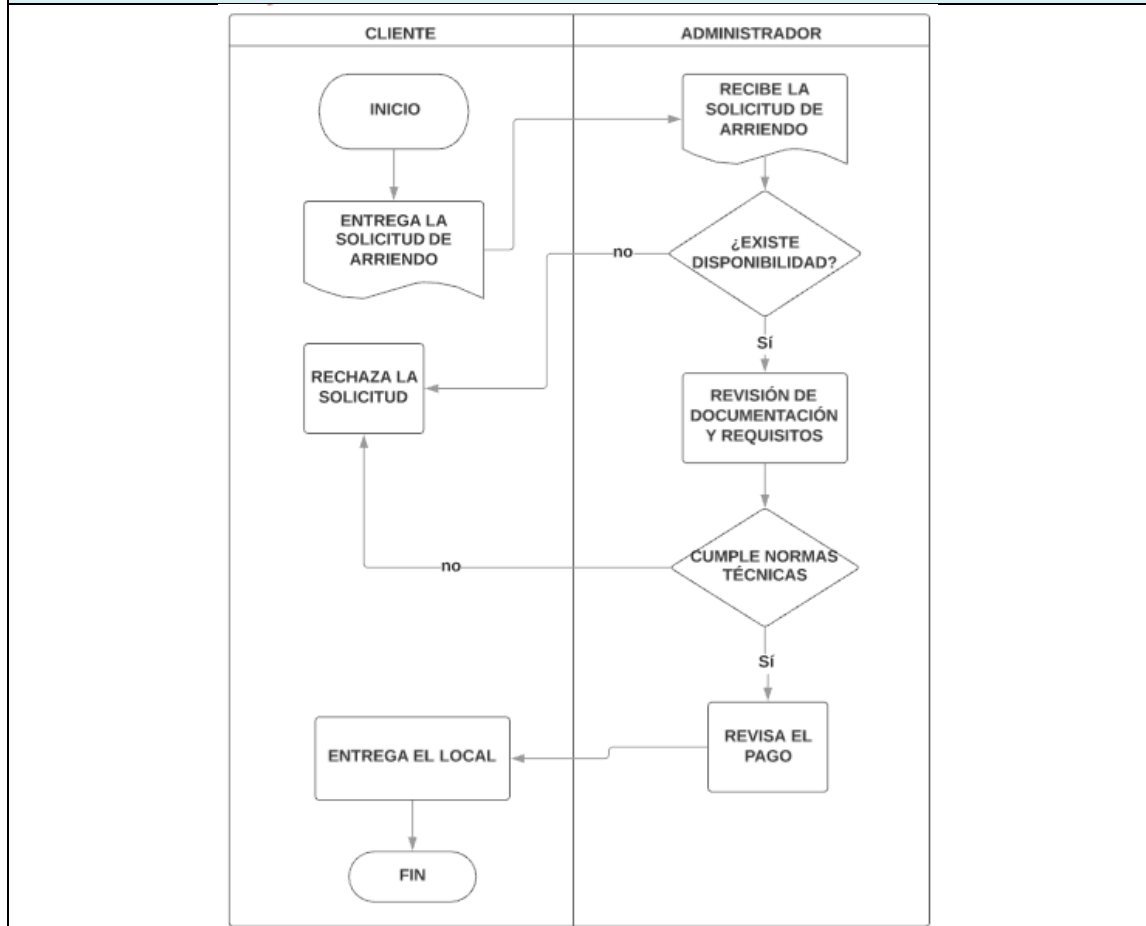 CLIENTE
ADMINISTRADOR
INICIO
RECIBE LA
SOLICITUD DE
ARRIENDO
ENTREGA LA
SOLICITUD DE
ARRIENDO
¿EXISTE
DISPONIBILIDAD?
no
Sí
RECHAZA LA
SOLICITUD
REVISIÓN DE
DOCUMENTACIÓN
Y REQUISITOS
CUMPLE NORMAS
TÉCNICAS
no
Sí
REVISA EL
PAGO
ENTREGA EL LOCAL
FIN